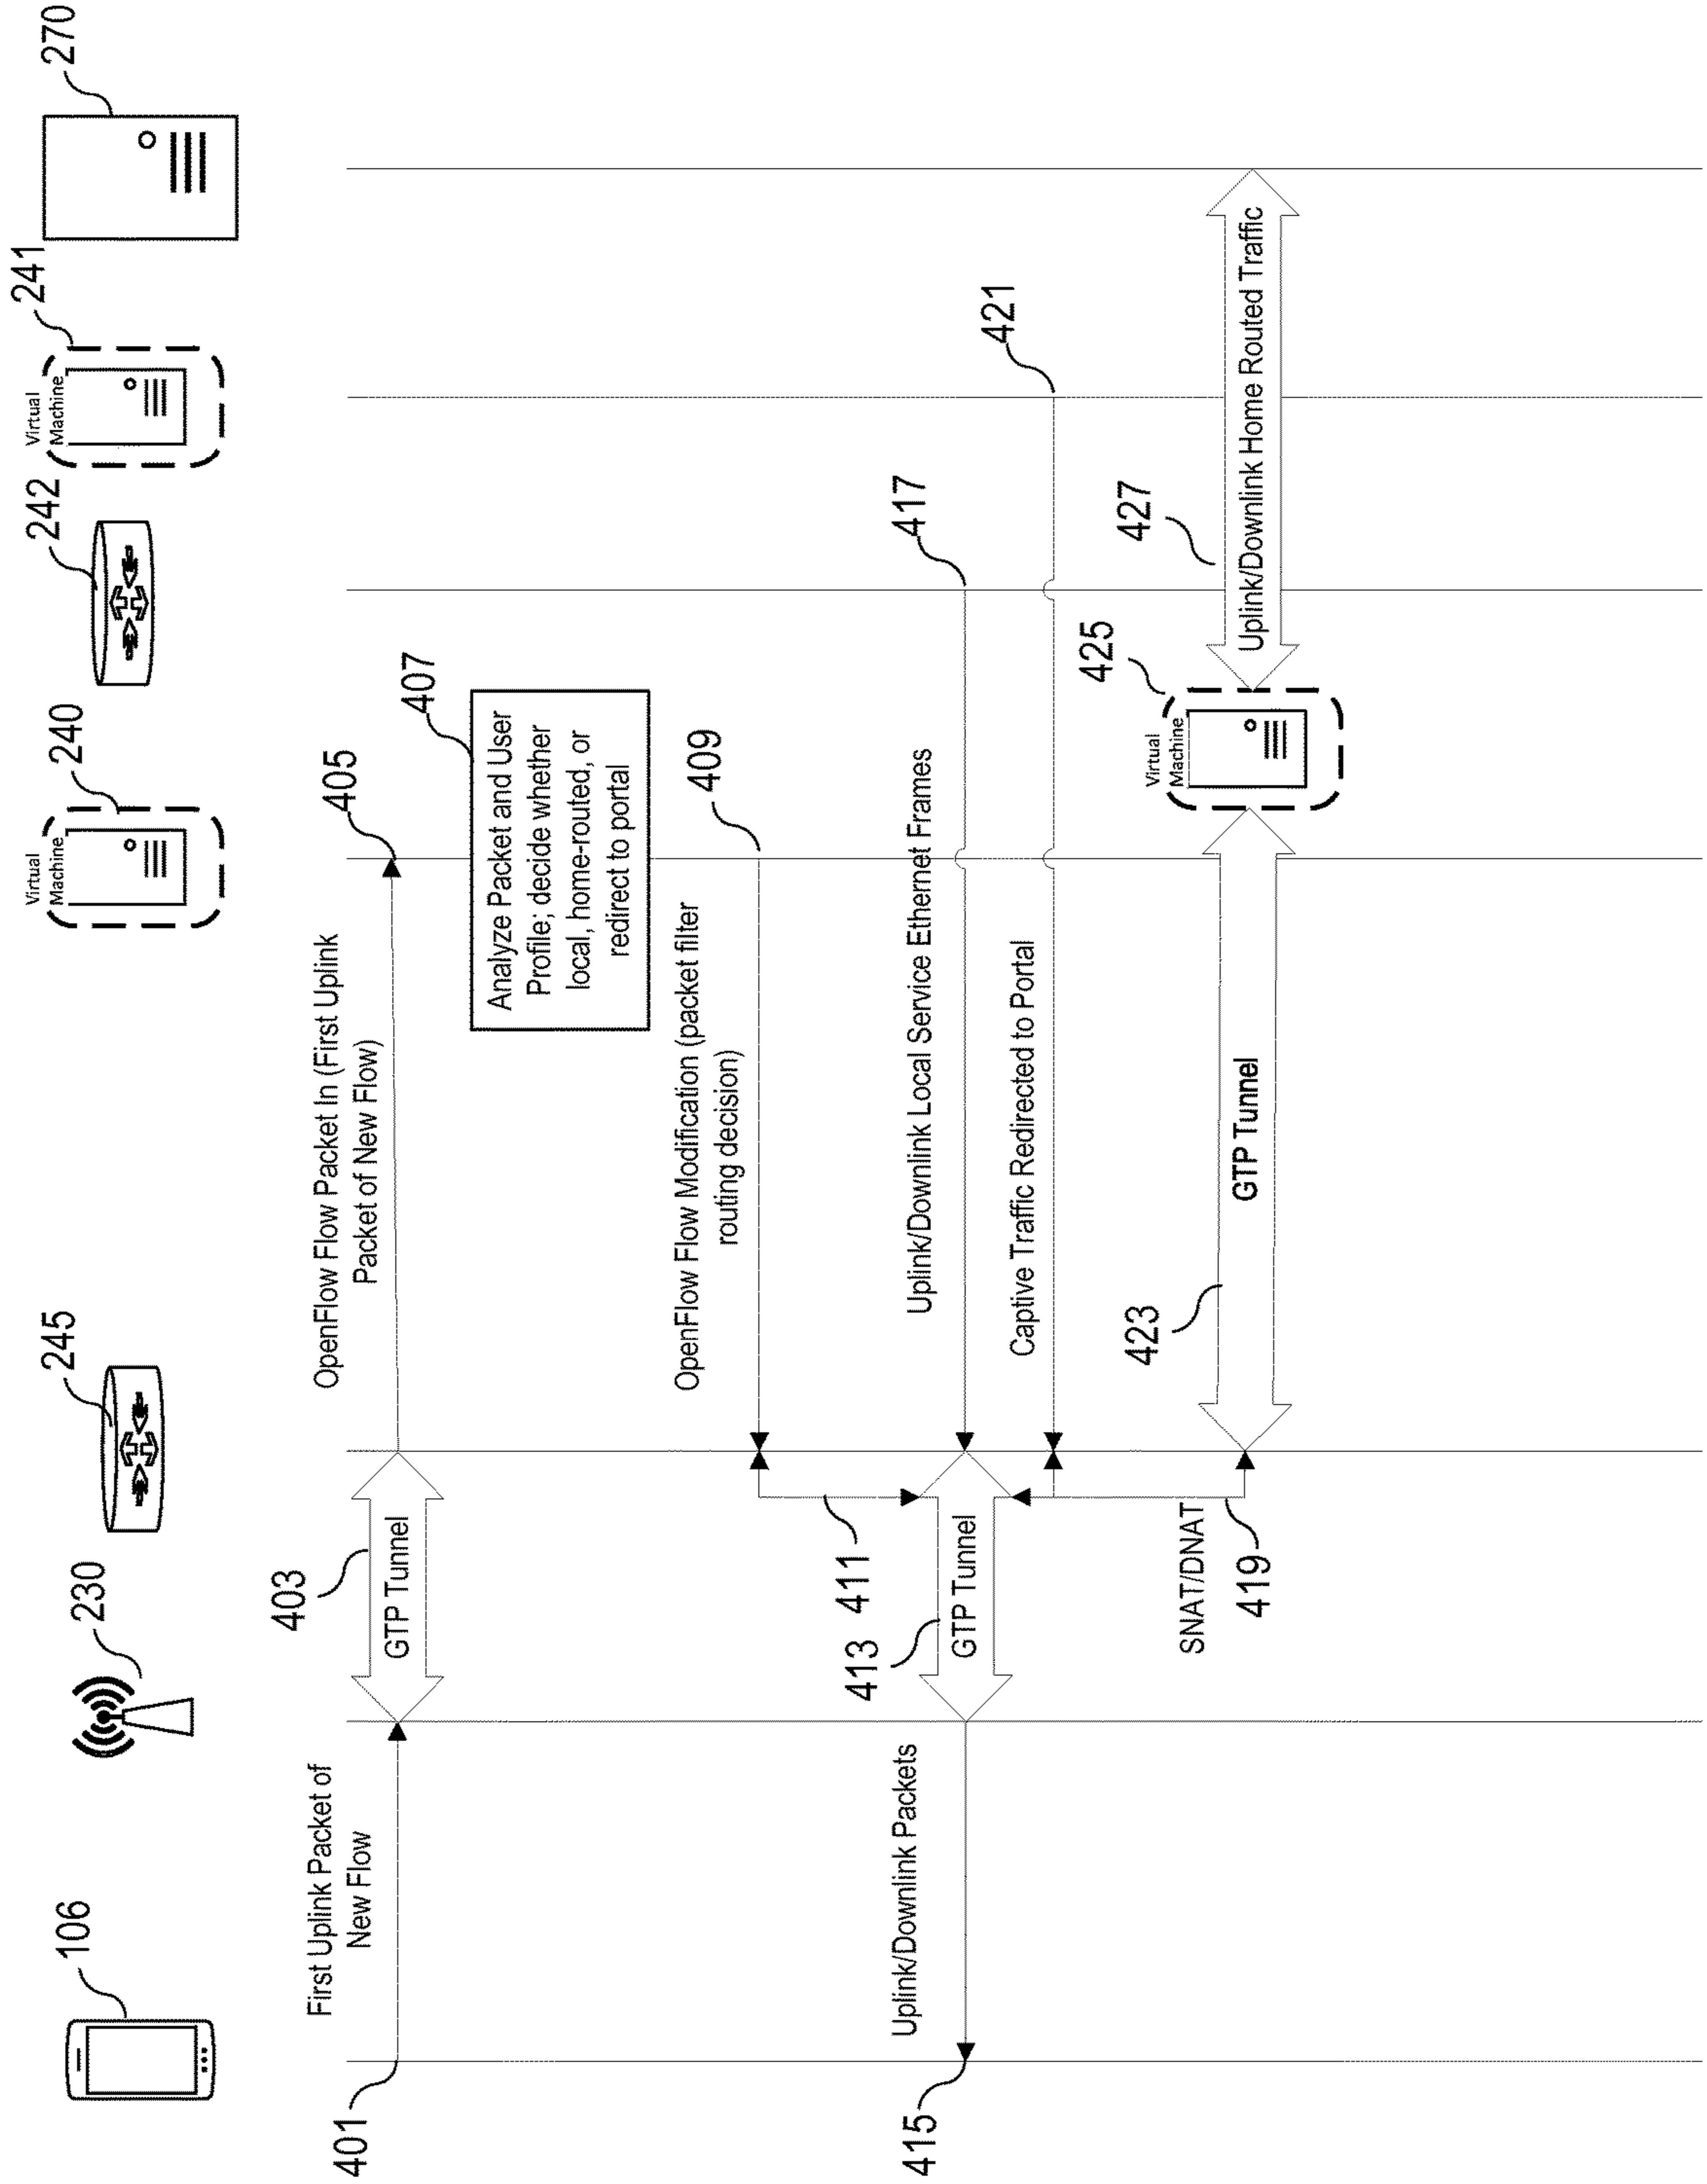 106
230
245
Virtual
Machine
240
242
Virtual
Machine
241
270
401
First Uplink Packet of
New Flow
403
GTP Tunnel
OpenFlow Flow Packet In (First Uplink
Packet of New Flow)
405
407
Analyze Packet and User
Profile; decide whether
local, home-routed, or
redirect to portal
OpenFlow Flow Modification (packet filter
routing decision)
409
411
413
GTP Tunnel
415
Uplink/Downlink Packets
Uplink/Downlink Local Service Ethernet Frames
417
Captive Traffic Redirected to Portal
421
SNAT/DNAT
419
423
GTP Tunnel
Virtual
Machine
425
427
Uplink/Downlink Home Routed Traffic